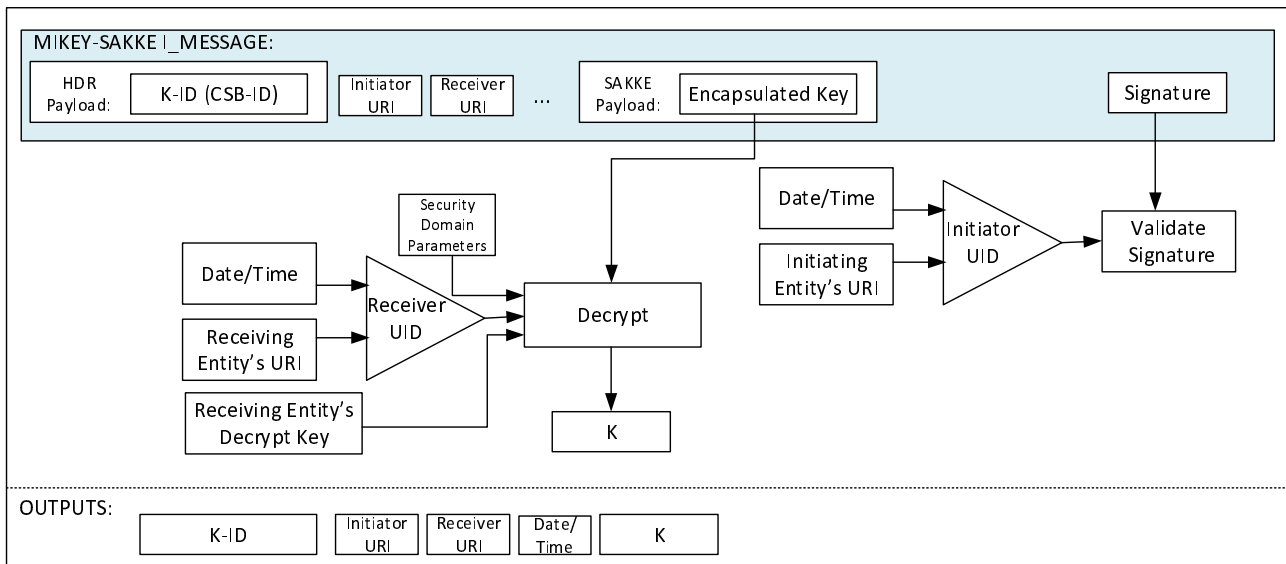 MIKEY-SAKKE I_MESSAGE:
HDR
Payload:
K-ID (CSB-ID)
Initiator
URI
Receiver
URI
...
SAKKE
Payload:
Encapsulated Key
Signature
Security
Domain
Parameters
Date/Time
Receiving
Entity’s URI
Receiver
UID
Receiving Entity’s
Decrypt Key
Decrypt
K
Date/Time
Initiating
Entity’s URI
Initiator
UID
Validate
Signature
OUTPUTS:
K-ID
Initiator
URI
Receiver
URI
Date/
Time
K